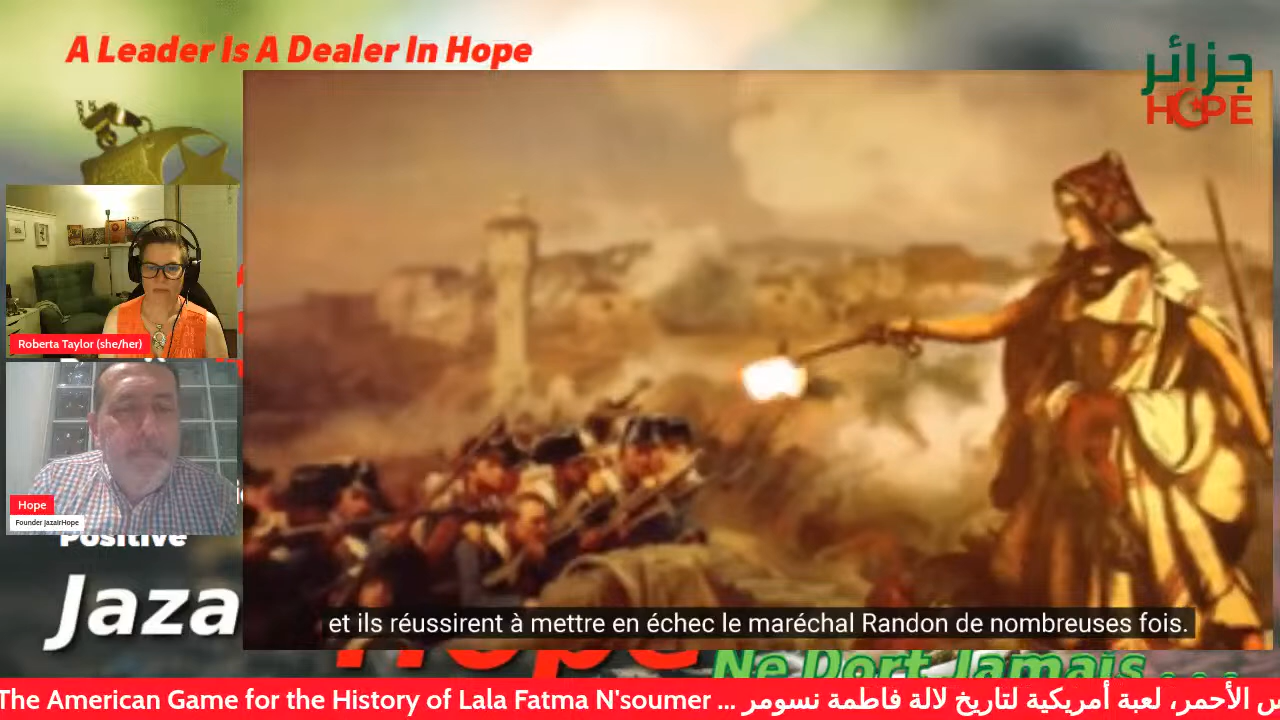 A Leader Is A Dealer In Hope
جزائر
HOPE
Roberta Taylor (she/her)
Hope
Founder JazairHope
Positive
Jaza
et ils réussirent à mettre en échec le maréchal Randon de nombreuses fois.
Hope
Ne Dort Jamais . . .
The American Game for the History of Lala Fatma N'soumer ... س الأحمر، لعبة أمريكية لتاريخ لالة فاطمة نسومر